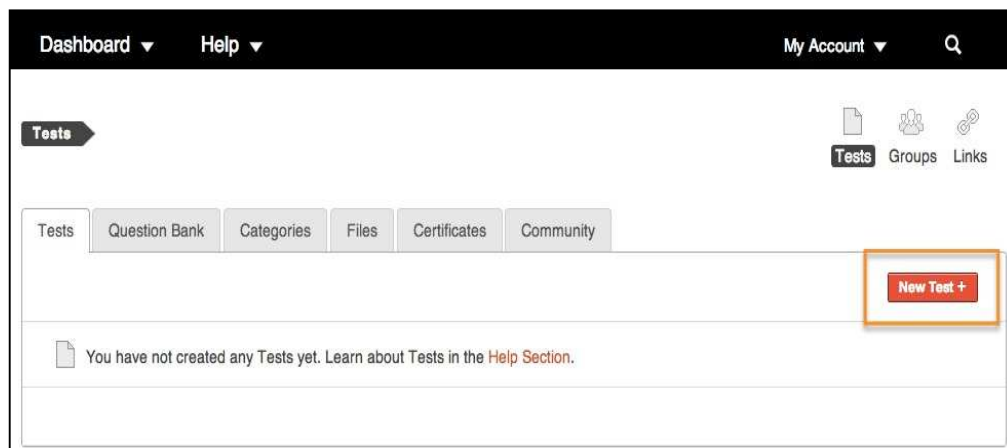 Dashboard ▼ Help ▼ My Account ▼
Tests
Tests Groups Links
Tests Question Bank Categories Files Certificates Community
New Test +
You have not created any Tests yet. Learn about Tests in the Help Section.